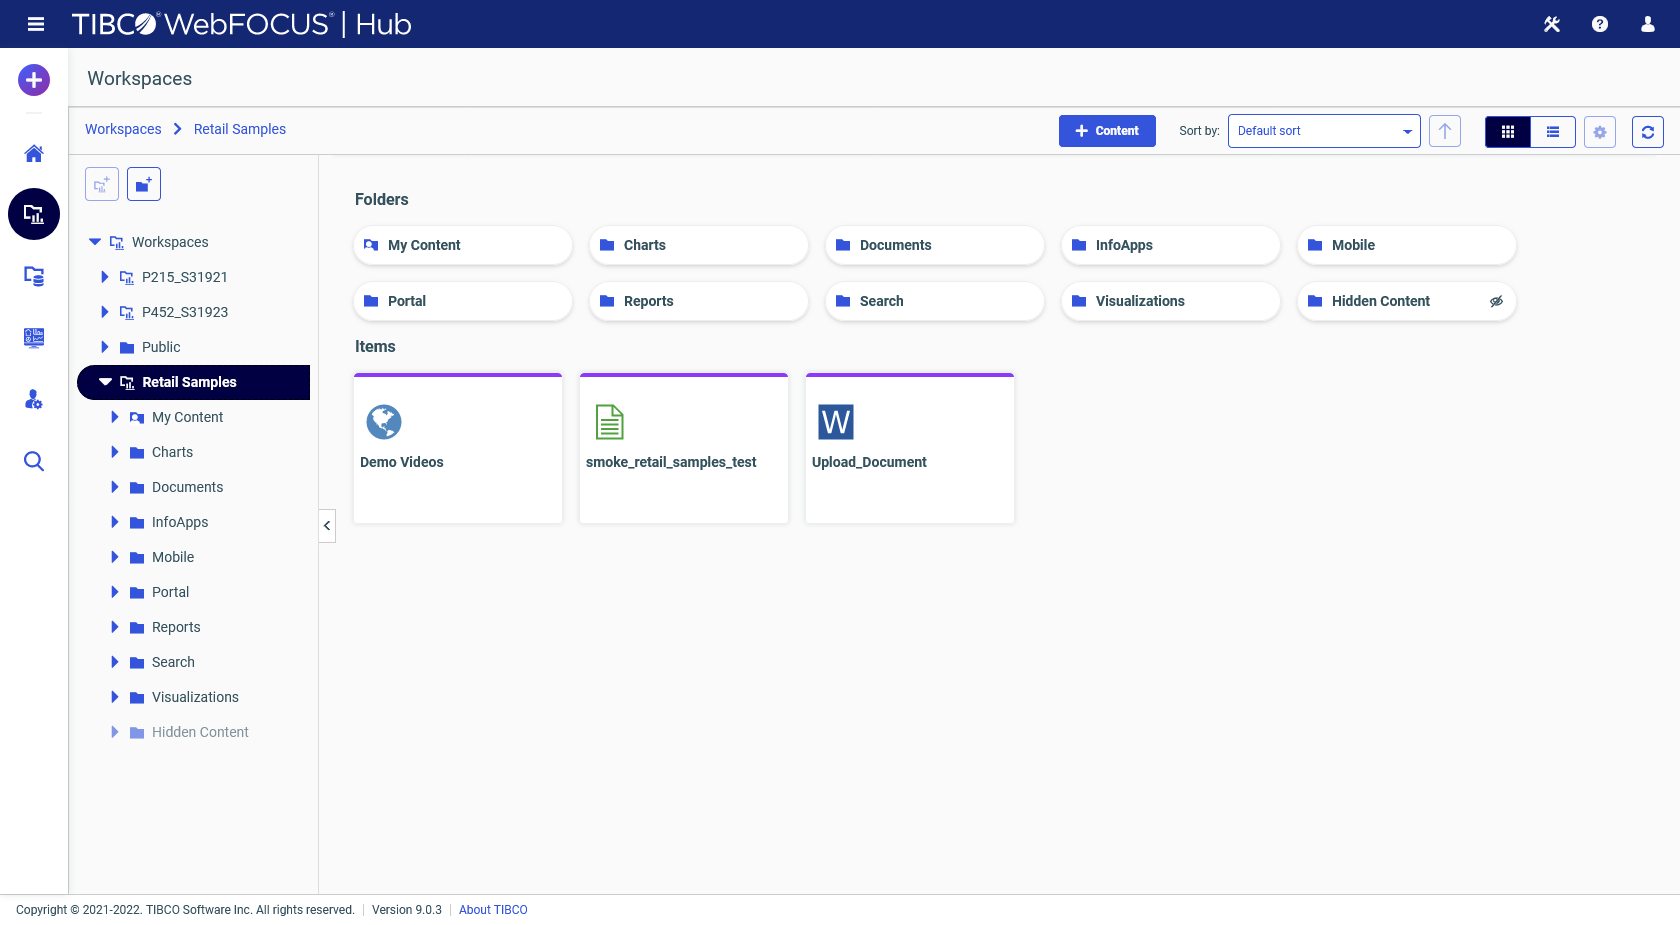 TIBCO® WebFOCUS® | Hub
Workspaces
Workspaces Retail Samples
Content
Sort by: Default sort
Workspaces
P215_S31921
P452_S31923
Public
Retail Samples
My Content
Charts
Documents
InfoApps
Mobile
Portal
Reports
Search
Visualizations
Hidden Content
Folders
My Content Charts Documents InfoApps Mobile
Portal Reports Search Visualizations Hidden Content
Items
W
Demo Videos smoke_retail_samples_test Upload_Document
Copyright © 2021-2022. TIBCO Software Inc. All rights reserved. | Version 9.0.3 | About TIBCO